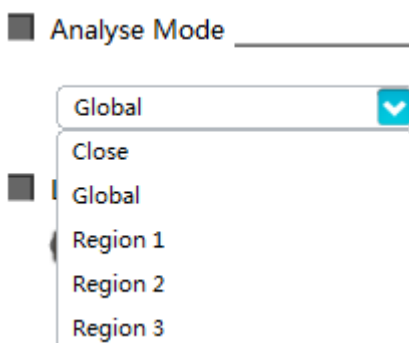 Analyse Mode
Global
Close
Global
Region 1
Region 2
Region 3